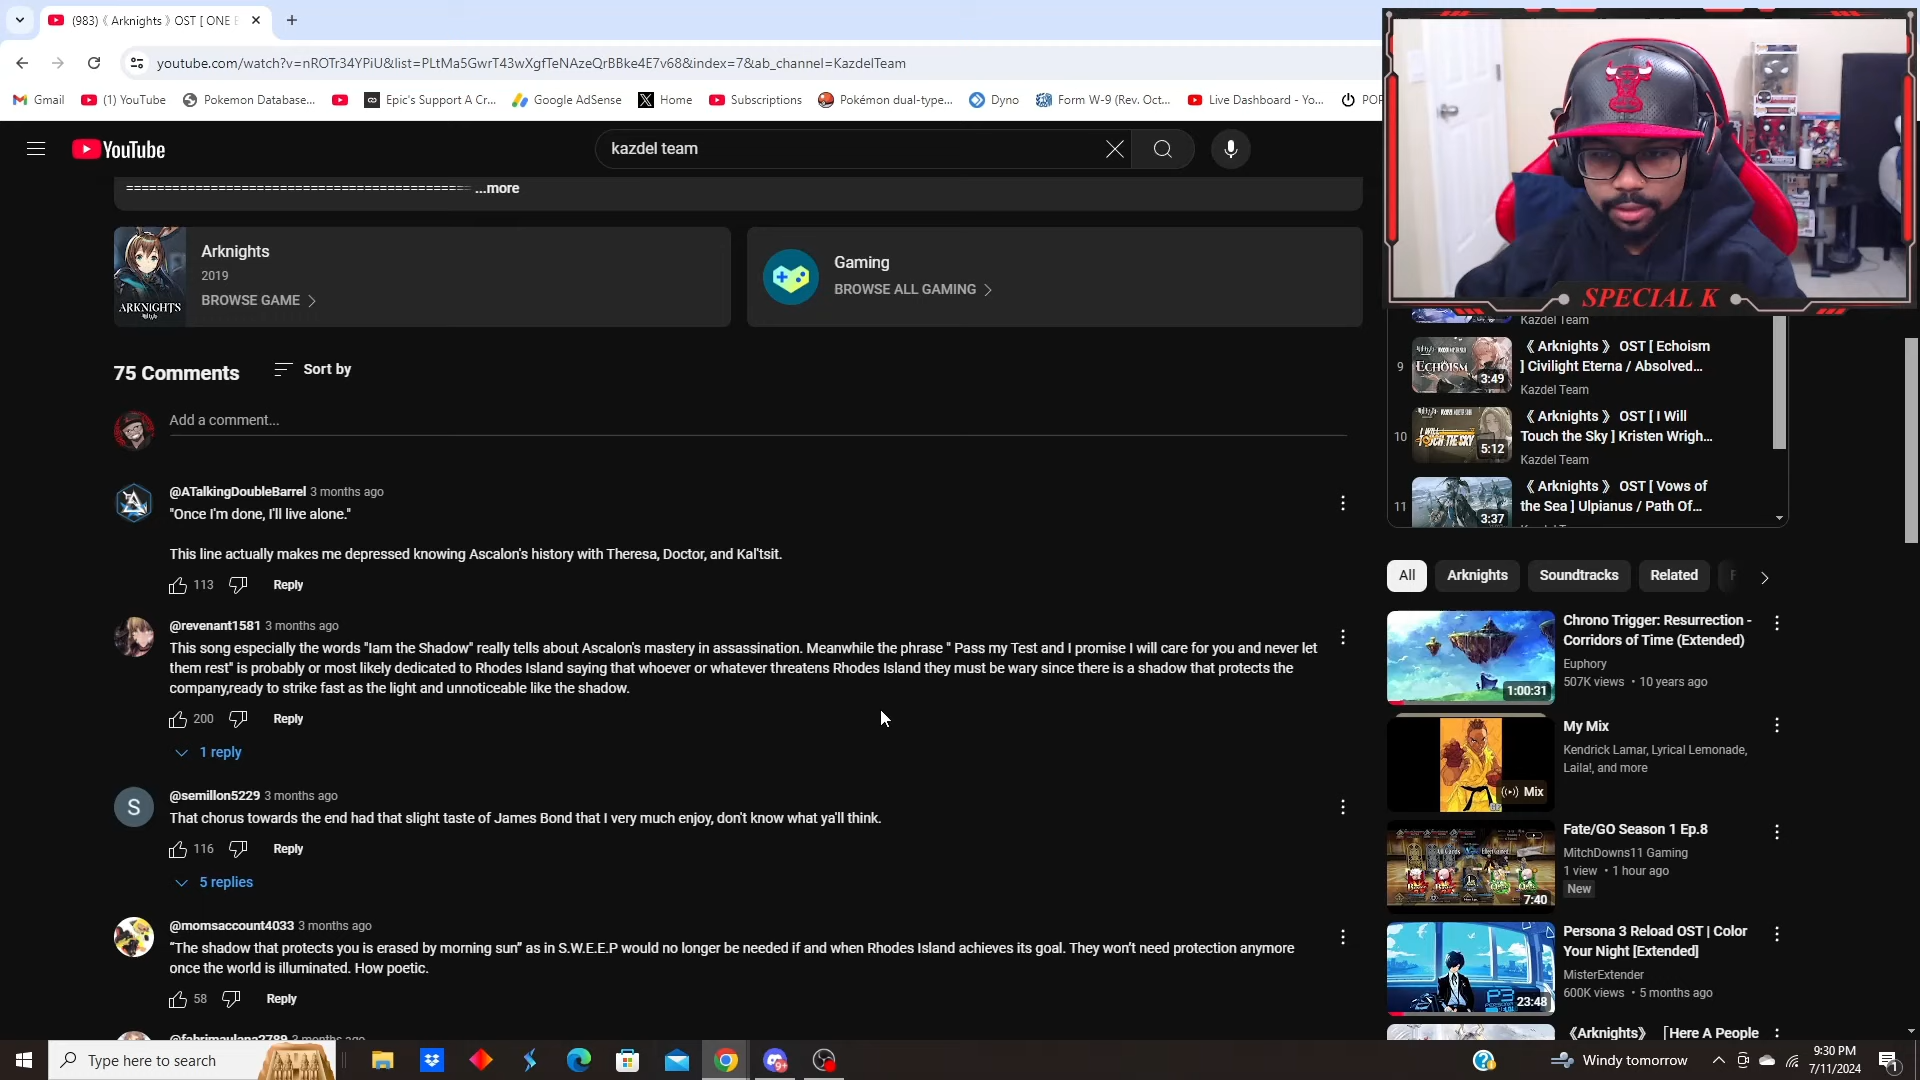 (983)《 Arknights 》OST [ ONE
youtube.com/watch?v=nROTr34YPiU&list=PLtMa5GwrT43wXgfTeNAzeQrBBke4E7v68&index=7&ab_channel=KazdelTeam
Gmail
(1) YouTube
Pokemon Database...
Epic's Support A Cr...
Google AdSense
Home
Subscriptions
Pokémon dual-type...
Dyno
Form W-9 (Rev. Oct...
Live Dashboard - Yo...
YouTube
kazdel team
SPECIAL K
============================================ ...more
Arknights
2019
BROWSE GAME
ARKNIGHTS
Gaming
BROWSE ALL GAMING
75 Comments
Sort by
Add a comment...
@ATalkingDoubleBarrel 3 months ago
"Once I'm done, I'll live alone."
This line actually makes me depressed knowing Ascalon's history with Theresa, Doctor, and Kal'tsit.
113
Reply
@revenant1581 3 months ago
This song especially the words "Iam the Shadow" really tells about Ascalon's mastery in assassination. Meanwhile the phrase " Pass my Test and I promise I will care for you and never let
them rest" is probably or most likely dedicated to Rhodes Island saying that whoever or whatever threatens Rhodes Island they must be wary since there is a shadow that protects the
company,ready to strike fast as the light and unnoticeable like the shadow.
200
Reply
1 reply
@semillon5229 3 months ago
S
That chorus towards the end had that slight taste of James Bond that I very much enjoy, don't know what ya'll think.
116
Reply
5 replies
@momsaccount4033 3 months ago
“The shadow that protects you is erased by morning sun” as in S.W.E.E.P would no longer be needed if and when Rhodes Island achieves its goal. They won’t need protection anymore
once the world is illuminated. How poetic.
58
Reply
@fahrimaulana2789 3 months ago
Kazdel Team
9
ECHOISM
3:49
《 Arknights 》 OST [ Echoism
] Civilight Eterna / Absolved...
Kazdel Team
10
I WILL
TOUCH THE SKY
5:12
《 Arknights 》 OST [ I Will
Touch the Sky ] Kristen Wrigh...
Kazdel Team
11
3:37
《 Arknights 》 OST [ Vows of
the Sea ] Ulpianus / Path Of...
All
Arknights
Soundtracks
Related
1:00:31
Chrono Trigger: Resurrection -
Corridors of Time (Extended)
Euphory
507K views • 10 years ago
Mix
My Mix
Kendrick Lamar, Lyrical Lemonade,
Laila!, and more
7:40
Fate/GO Season 1 Ep.8
MitchDowns11 Gaming
1 view • 1 hour ago
New
P3
23:48
Persona 3 Reload OST | Color
Your Night [Extended]
MisterExtender
600K views • 5 months ago
《Arknights》 「Here A People
Type here to search
9+
Windy tomorrow
9:30 PM
7/11/2024
1